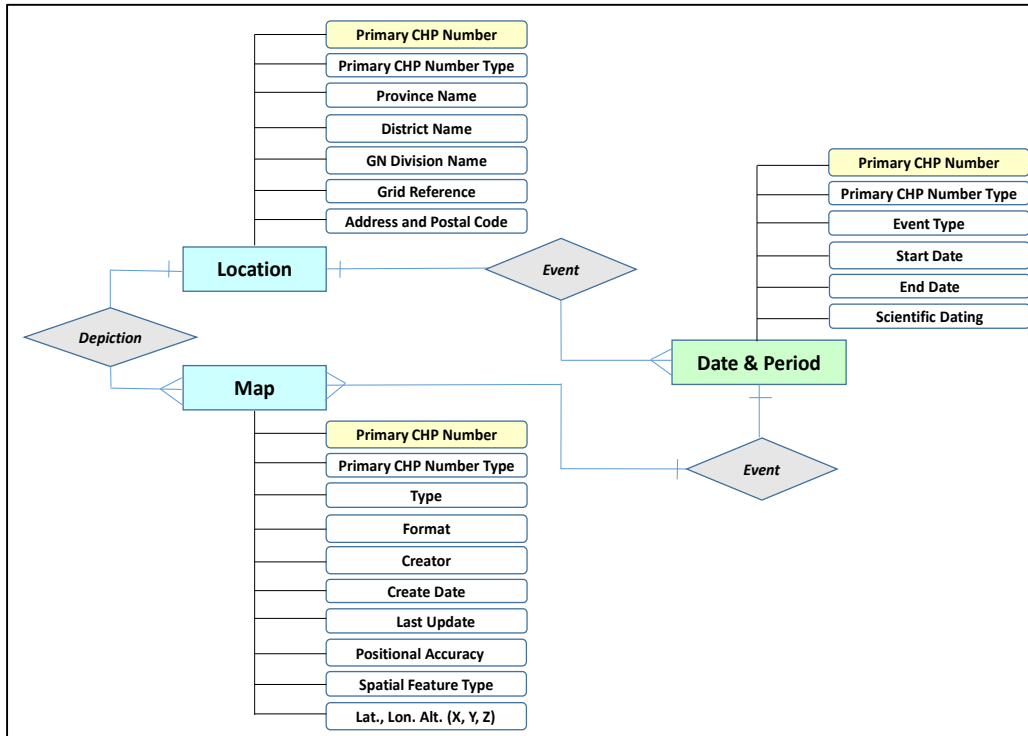 Primary CHP Number
Primary CHP Number Type
Province Name
District Name
GN Division Name
Grid Reference
Address and Postal Code
Location
Event
Primary CHP Number
Primary CHP Number Type
Event Type
Start Date
End Date
Scientific Dating
Date & Period
Depiction
Map
Event
Primary CHP Number
Primary CHP Number Type
Type
Format
Creator
Create Date
Last Update
Positional Accuracy
Spatial Feature Type
Lat., Lon. Alt. (X, Y, Z)